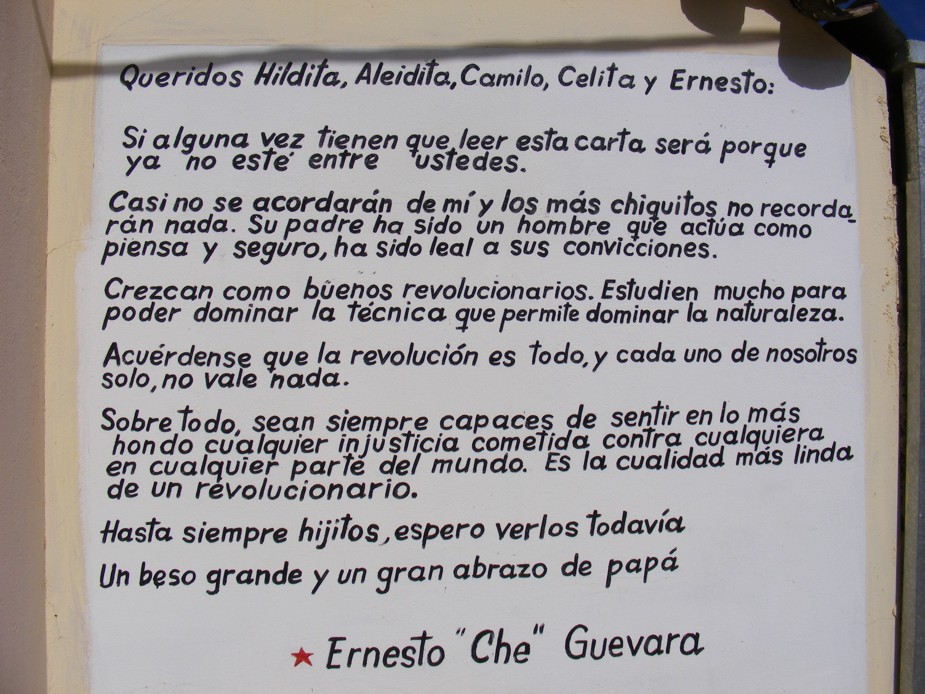 Queridos Hildita, Aleidita, Camilo, Celita y Ernesto:
Si alguna vez tienen que leer esta carta será porque
ya no esté entre ustedes.
Casi no se acordarán de mí y los más chiquitos no recorda_
rán nada. Su padre ha sido un hombre que actúa como
piensa y seguro, ha sido leal a sus convicciones.
Crezcan como buenos revolucionarios. Estudien mucho para
poder dominar la técnica que permite dominar la naturaleza.
Acuérdense que la revolución es todo, y cada uno de nosotros
solo, no vale nada.
Sobre todo, sean siempre capaces de sentir en lo más
hondo cualquier injusticia cometida contra cualquiera
en cualquier parte del mundo. Es la cualidad más linda
de un revolucionario.
Hasta siempre hijitos, espero verlos todavía
Un beso grande y un gran abrazo de papá
★ Ernesto "Che" Guevara